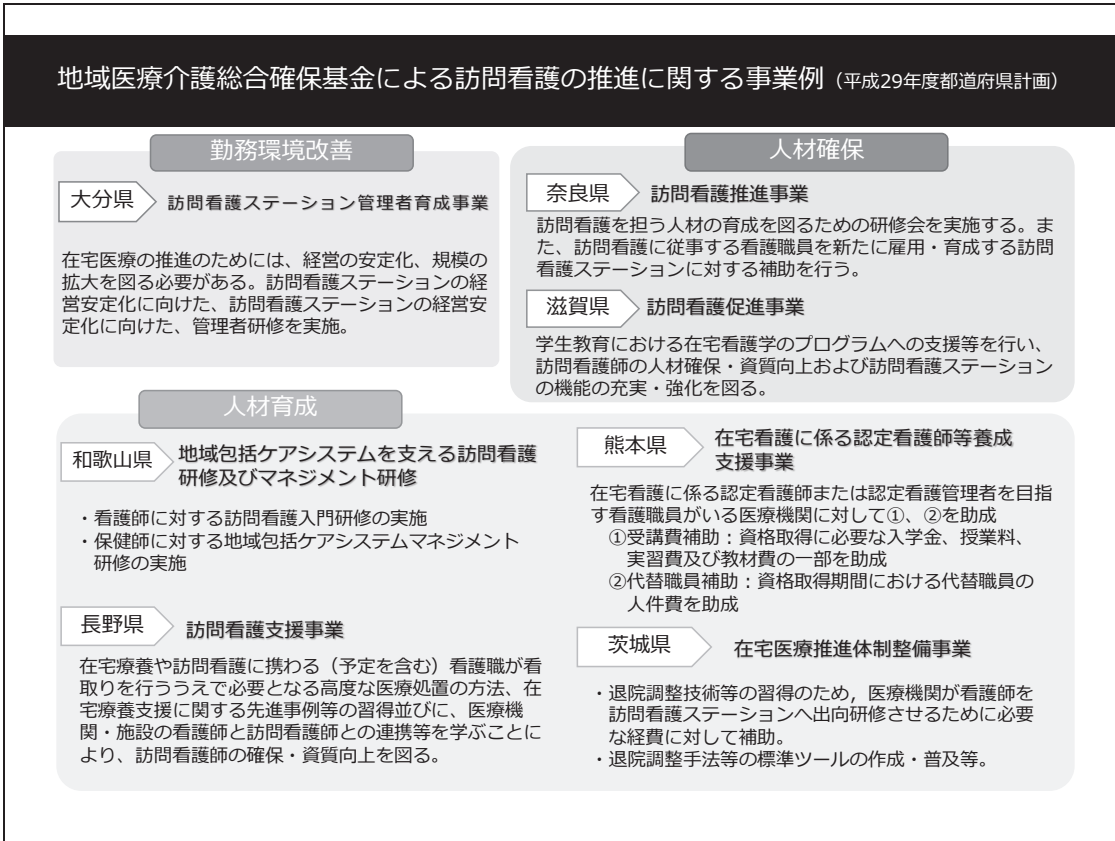 地域医療介護総合確保基金による訪問看護の推進に関する事業例（平成29年度都道府県計画）
勤務環境改善
大分県
訪問看護ステーション管理者育成事業
在宅医療の推進のためには、経営の安定化、規模の
拡大を図る必要がある。訪問看護ステーションの経
営安定化に向けた、訪問看護ステーションの経営安
定化に向けた、管理者研修を実施。
人材確保
奈良県
訪問看護推進事業
訪問看護を担う人材の育成を図るための研修会を実施する。ま
た、訪問看護に従事する看護職員を新たに雇用・育成する訪問
看護ステーションに対する補助を行う。
滋賀県
訪問看護促進事業
学生教育における在宅看護学のプログラムへの支援等を行い、
訪問看護師の人材確保・資質向上および訪問看護ステーション
の機能の充実・強化を図る。
人材育成
和歌山県
地域包括ケアシステムを支える訪問看護
研修及びマネジメント研修
・看護師に対する訪問看護入門研修の実施
・保健師に対する地域包括ケアシステムマネジメント
研修の実施
長野県
訪問看護支援事業
在宅療養や訪問看護に携わる（予定を含む）看護職が看
取りを行ううえで必要となる高度な医療処置の方法、在
宅療養支援に関する先進事例等の習得並びに、医療機
関・施設の看護師と訪問看護師との連携等を学ぶことに
より、訪問看護師の確保・資質向上を図る。
熊本県
在宅看護に係る認定看護師等養成
支援事業
在宅看護に係る認定看護師または認定看護管理者を目指
す看護職員がいる医療機関に対して①、②を助成
①受講費補助：資格取得に必要な入学金、授業料、
実習費及び教材費の一部を助成
②代替職員補助：資格取得期間における代替職員の
人件費を助成
茨城県
在宅医療推進体制整備事業
・退院調整技術等の習得のため，医療機関が看護師を
訪問看護ステーションへ出向研修させるために必要
な経費に対して補助。
・退院調整手法等の標準ツールの作成・普及等。